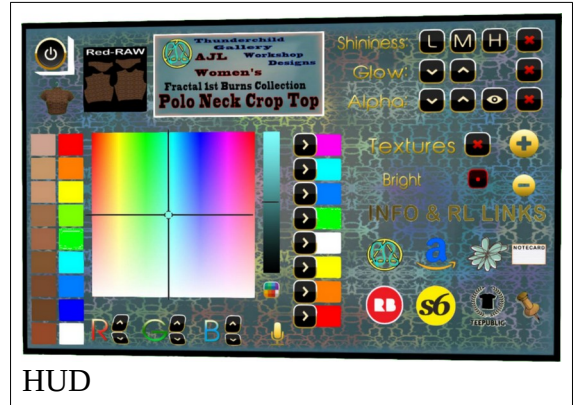 Red-RAW
Thunderchild
Gallery
AJL Workshop
Designs
Women's
Fractal 1st Burns Collection
Polo Neck Crop Top
Shininess: L M H
Glow:
Alpha:
Textures
Bright
INFO & RL LINKS
a
NOTECARD
RB
s6
TEEPUBLIC
R G B
HUD